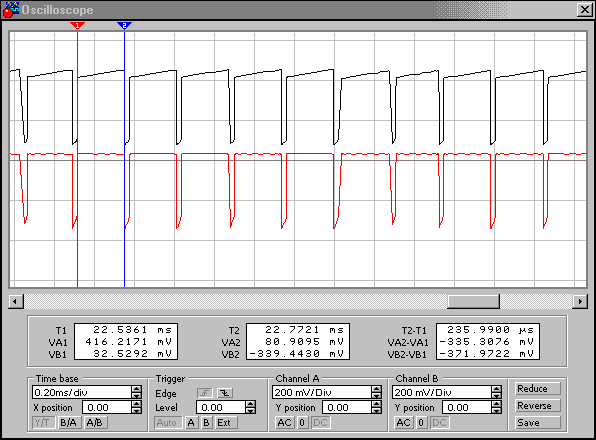 Oscilloscope
1 2
T1 22.5361 ms T2 22.7721 ms T2-T1 235.9900 µs
VA1 416.2171 mV VA2 80.9095 mV VA2-VA1 -335.3076 mV
VB1 32.5292 mV VB2 -339.4430 mV VB2-VB1 -371.9722 mV
Time base Trigger Channel A Channel B Reduce
0.20ms/div Edge 200 mV/Div 200 mV/Div Reverse
X position 0.00 Level 0.00 Y position 0.00 Y position 0.00
Y/T B/A A/B Auto A B Ext AC 0 DC AC 0 DC Save